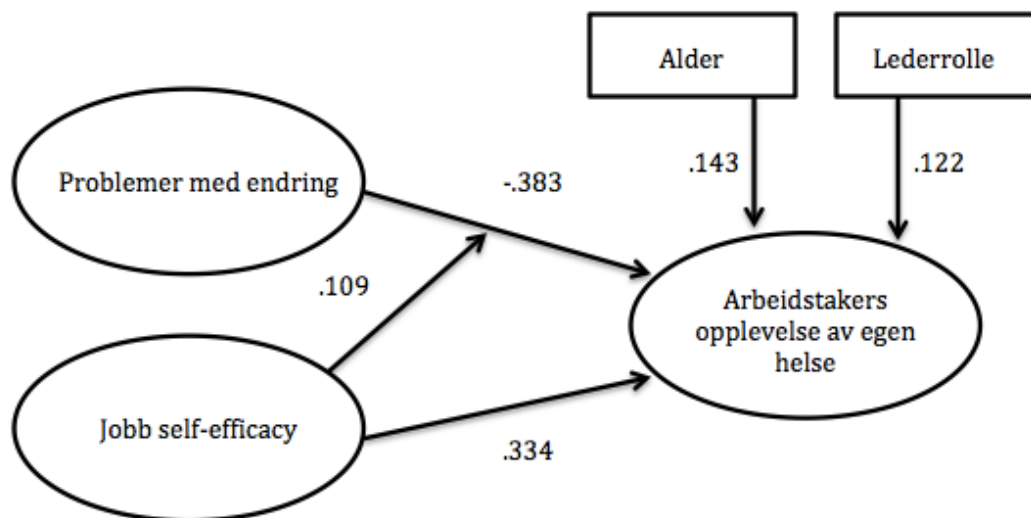 Alder
Lederrolle
.143
.122
Problemer med endring
-.383
.109
Arbeidstakers
opplevelse av egen
helse
Jobb self-efficacy
.334